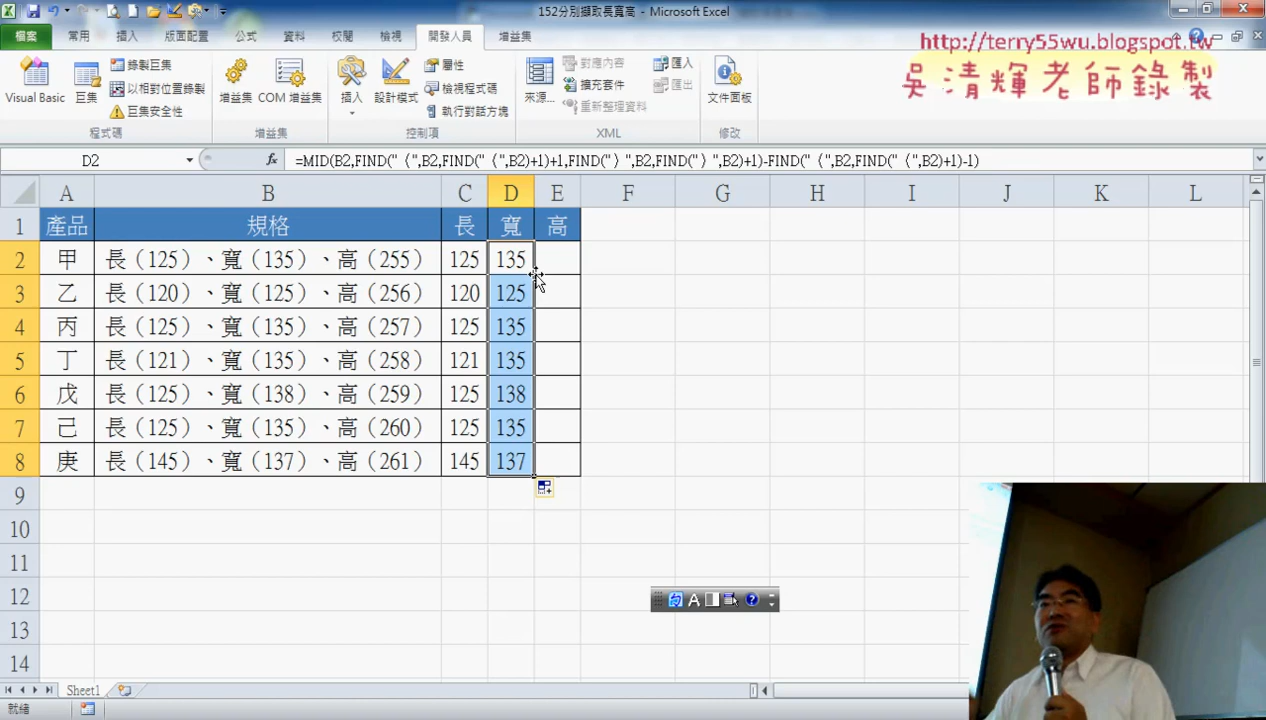 152分別擷取長寬高 - Microsoft Excel
檔案 常用 插入 版面配置 公式 資料 校閱 檢視 開發人員 增益集
http://terry55wu.blogspot.tw
吳清輝老師錄製
Visual Basic 巨集 錄製巨集 以相對位置錄製 巨集安全性 程式碼
增益集 COM 增益集 增益集
插入 設計模式 屬性 檢視程式碼 執行對話方塊 控制項
來源... 對應內容 擴充套件 重新整理資料 匯入 匯出 XML
文件面板 修改
D2 fx =MID(B2,FIND("（",B2,FIND("（",B2)+1)+1,FIND("）",B2,FIND("）",B2)+1)-FIND("（",B2,FIND("（",B2)+1)-1)
A B C D E F G H I J K L
1 產品 規格 長 寬 高
2 甲 長（125）、寬（135）、高（255） 125 135
3 乙 長（120）、寬（125）、高（256） 120 125
4 丙 長（125）、寬（135）、高（257） 125 135
5 丁 長（121）、寬（135）、高（258） 121 135
6 戊 長（125）、寬（138）、高（259） 125 138
7 己 長（125）、寬（135）、高（260） 125 135
8 庚 長（145）、寬（137）、高（261） 145 137
9
10
11
12
13
14
Sheet1
就緒